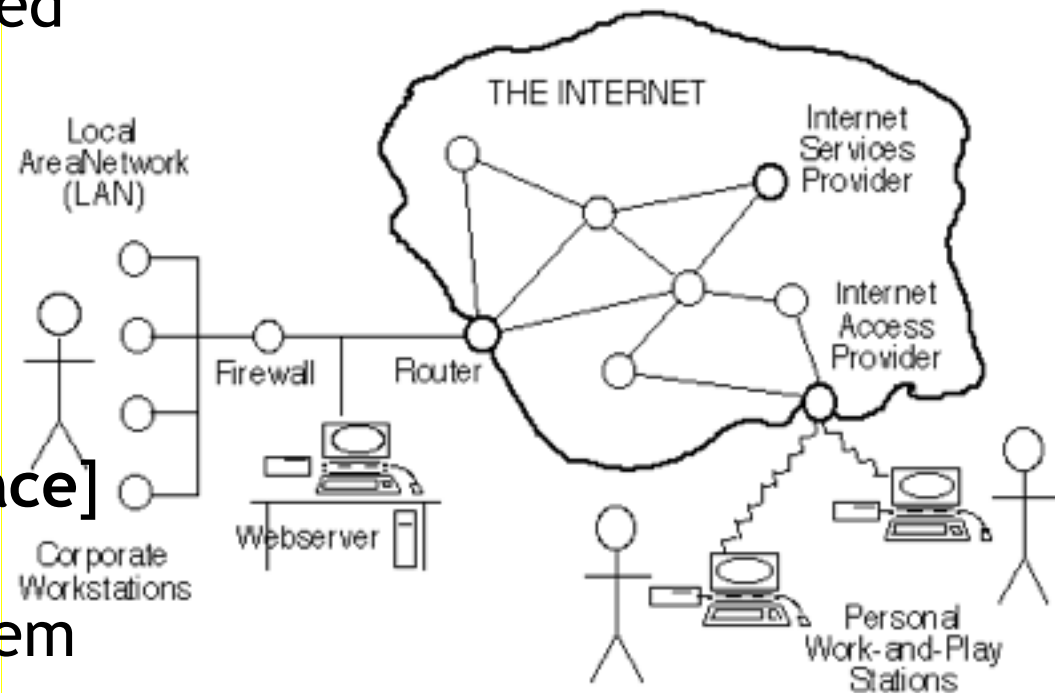 ed
THE INTERNET
Local
AreaNetwork
(LAN)
Internet
Services
Provider
Internet
Access
Provider
Firewall
Router
ace]
Webserver
Corporate
Workstations
em
Personal
Work-and-Play
Stations